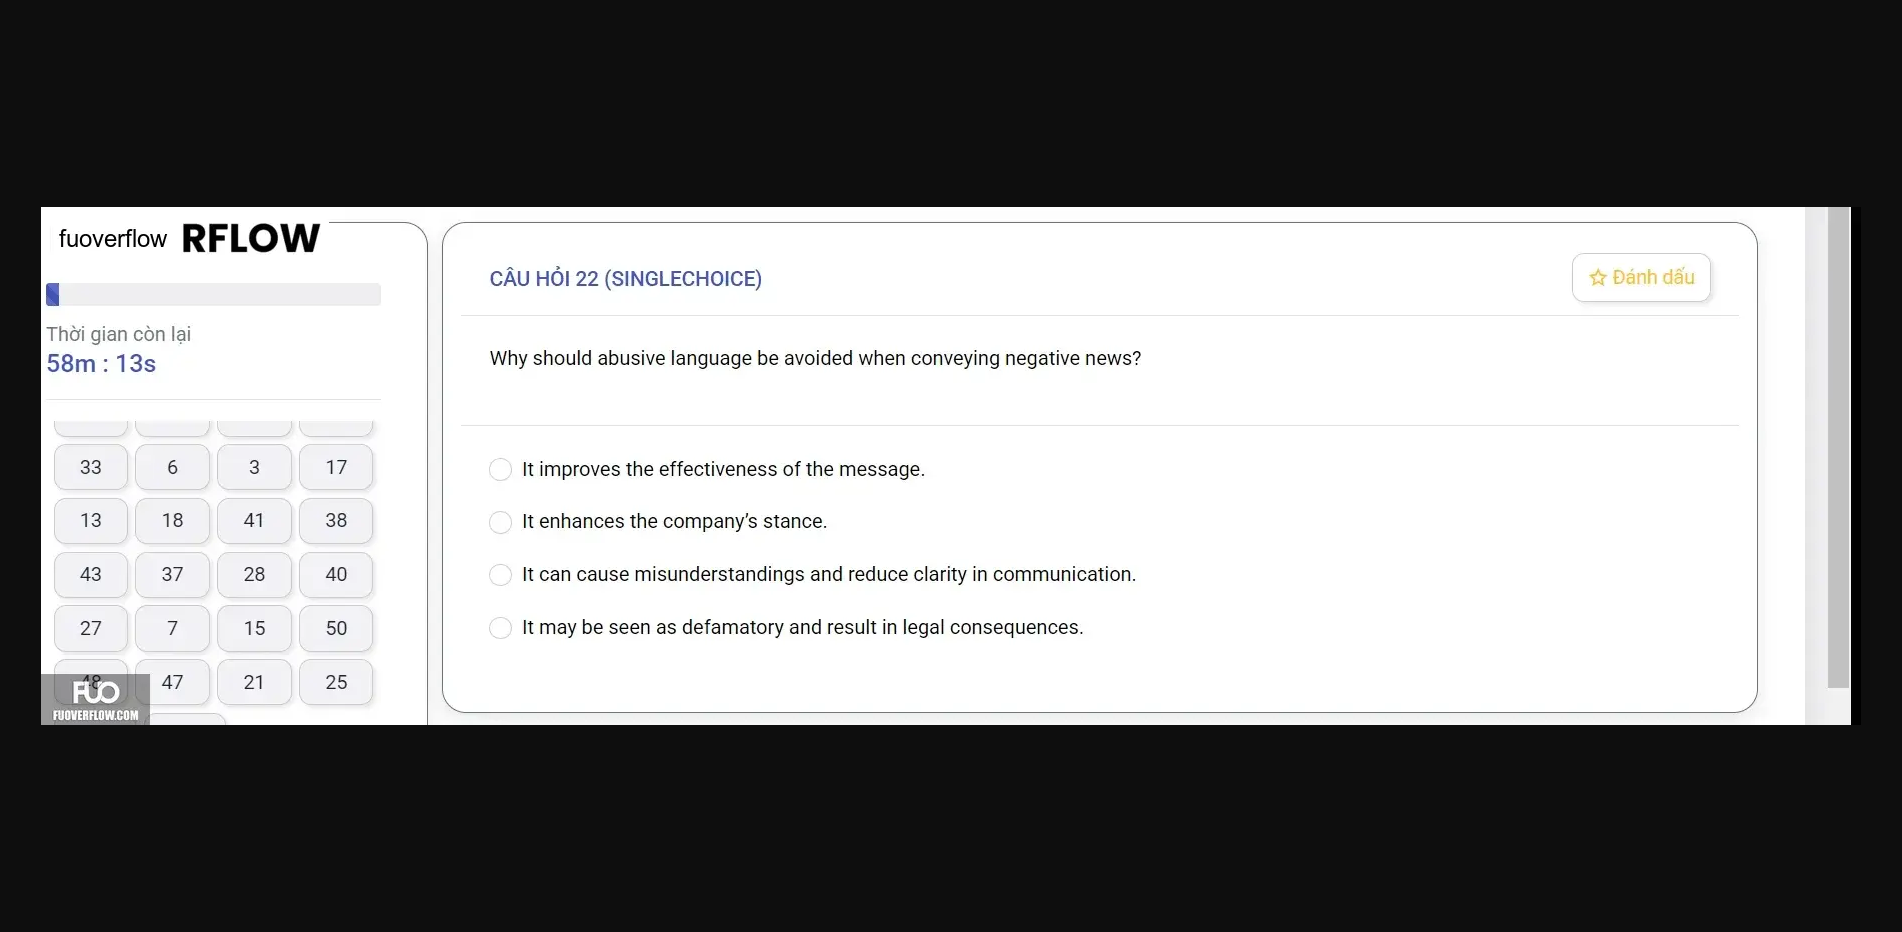 fuoverflow RFLOW
Thời gian còn lại
58m : 13s
33 6 3 17
13 18 41 38
43 37 28 40
27 7 15 50
48 47 21 25
FUO
FUOVERFLOW.COM
CÂU HỎI 22 (SINGLECHOICE)
Đánh dấu
Why should abusive language be avoided when conveying negative news?
It improves the effectiveness of the message.
It enhances the company’s stance.
It can cause misunderstandings and reduce clarity in communication.
It may be seen as defamatory and result in legal consequences.